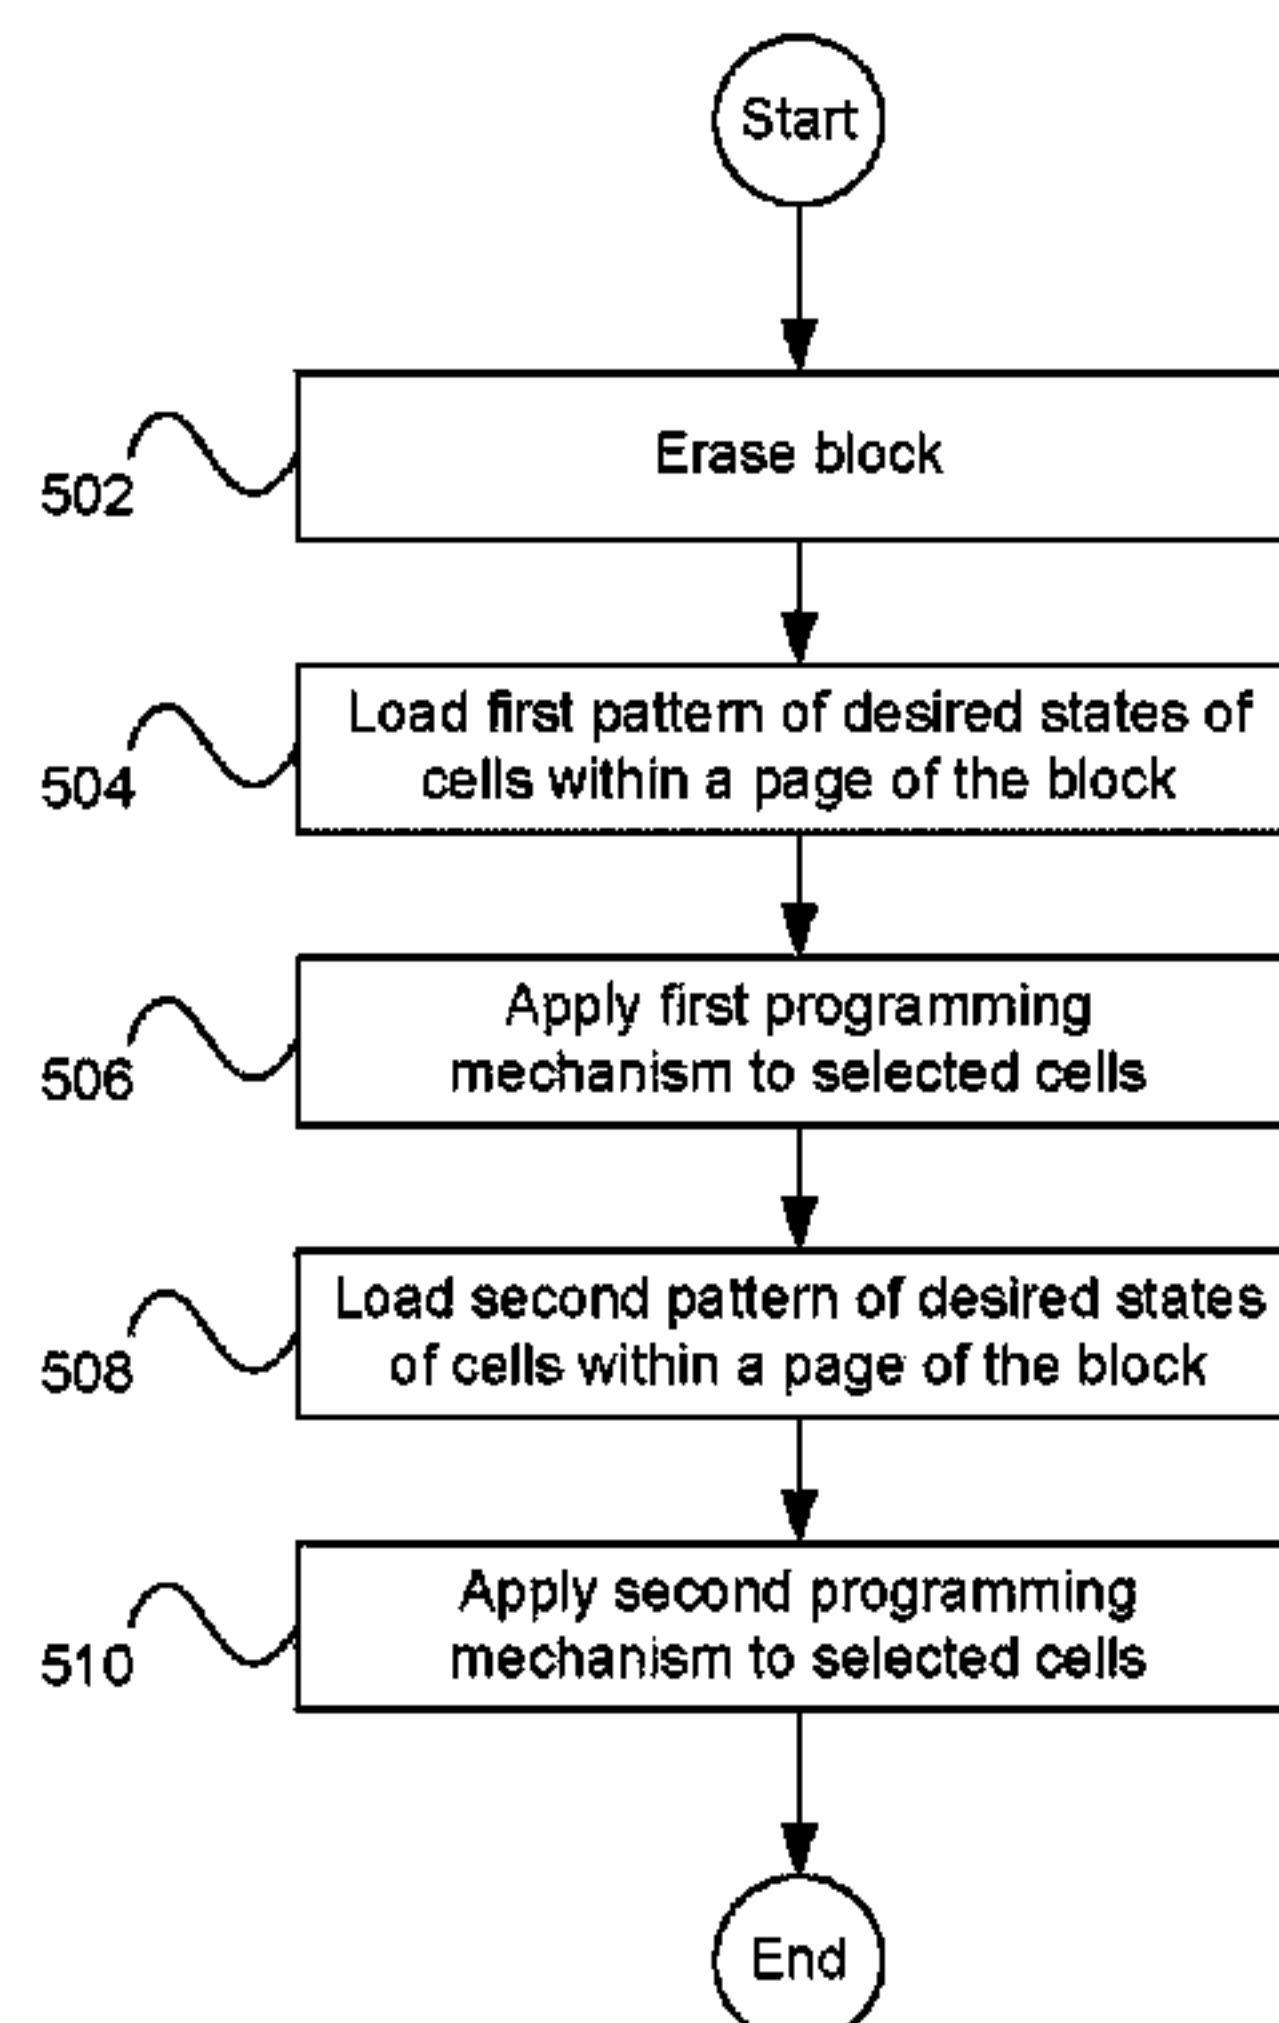 Start
502
Erase block
504
Load first pattern of desired states of
cells within a page of the block
506
Apply first programming
mechanism to selected cells
508
Load second pattern of desired states
of cells within a page of the block
510
Apply second programming
mechanism to selected cells
End